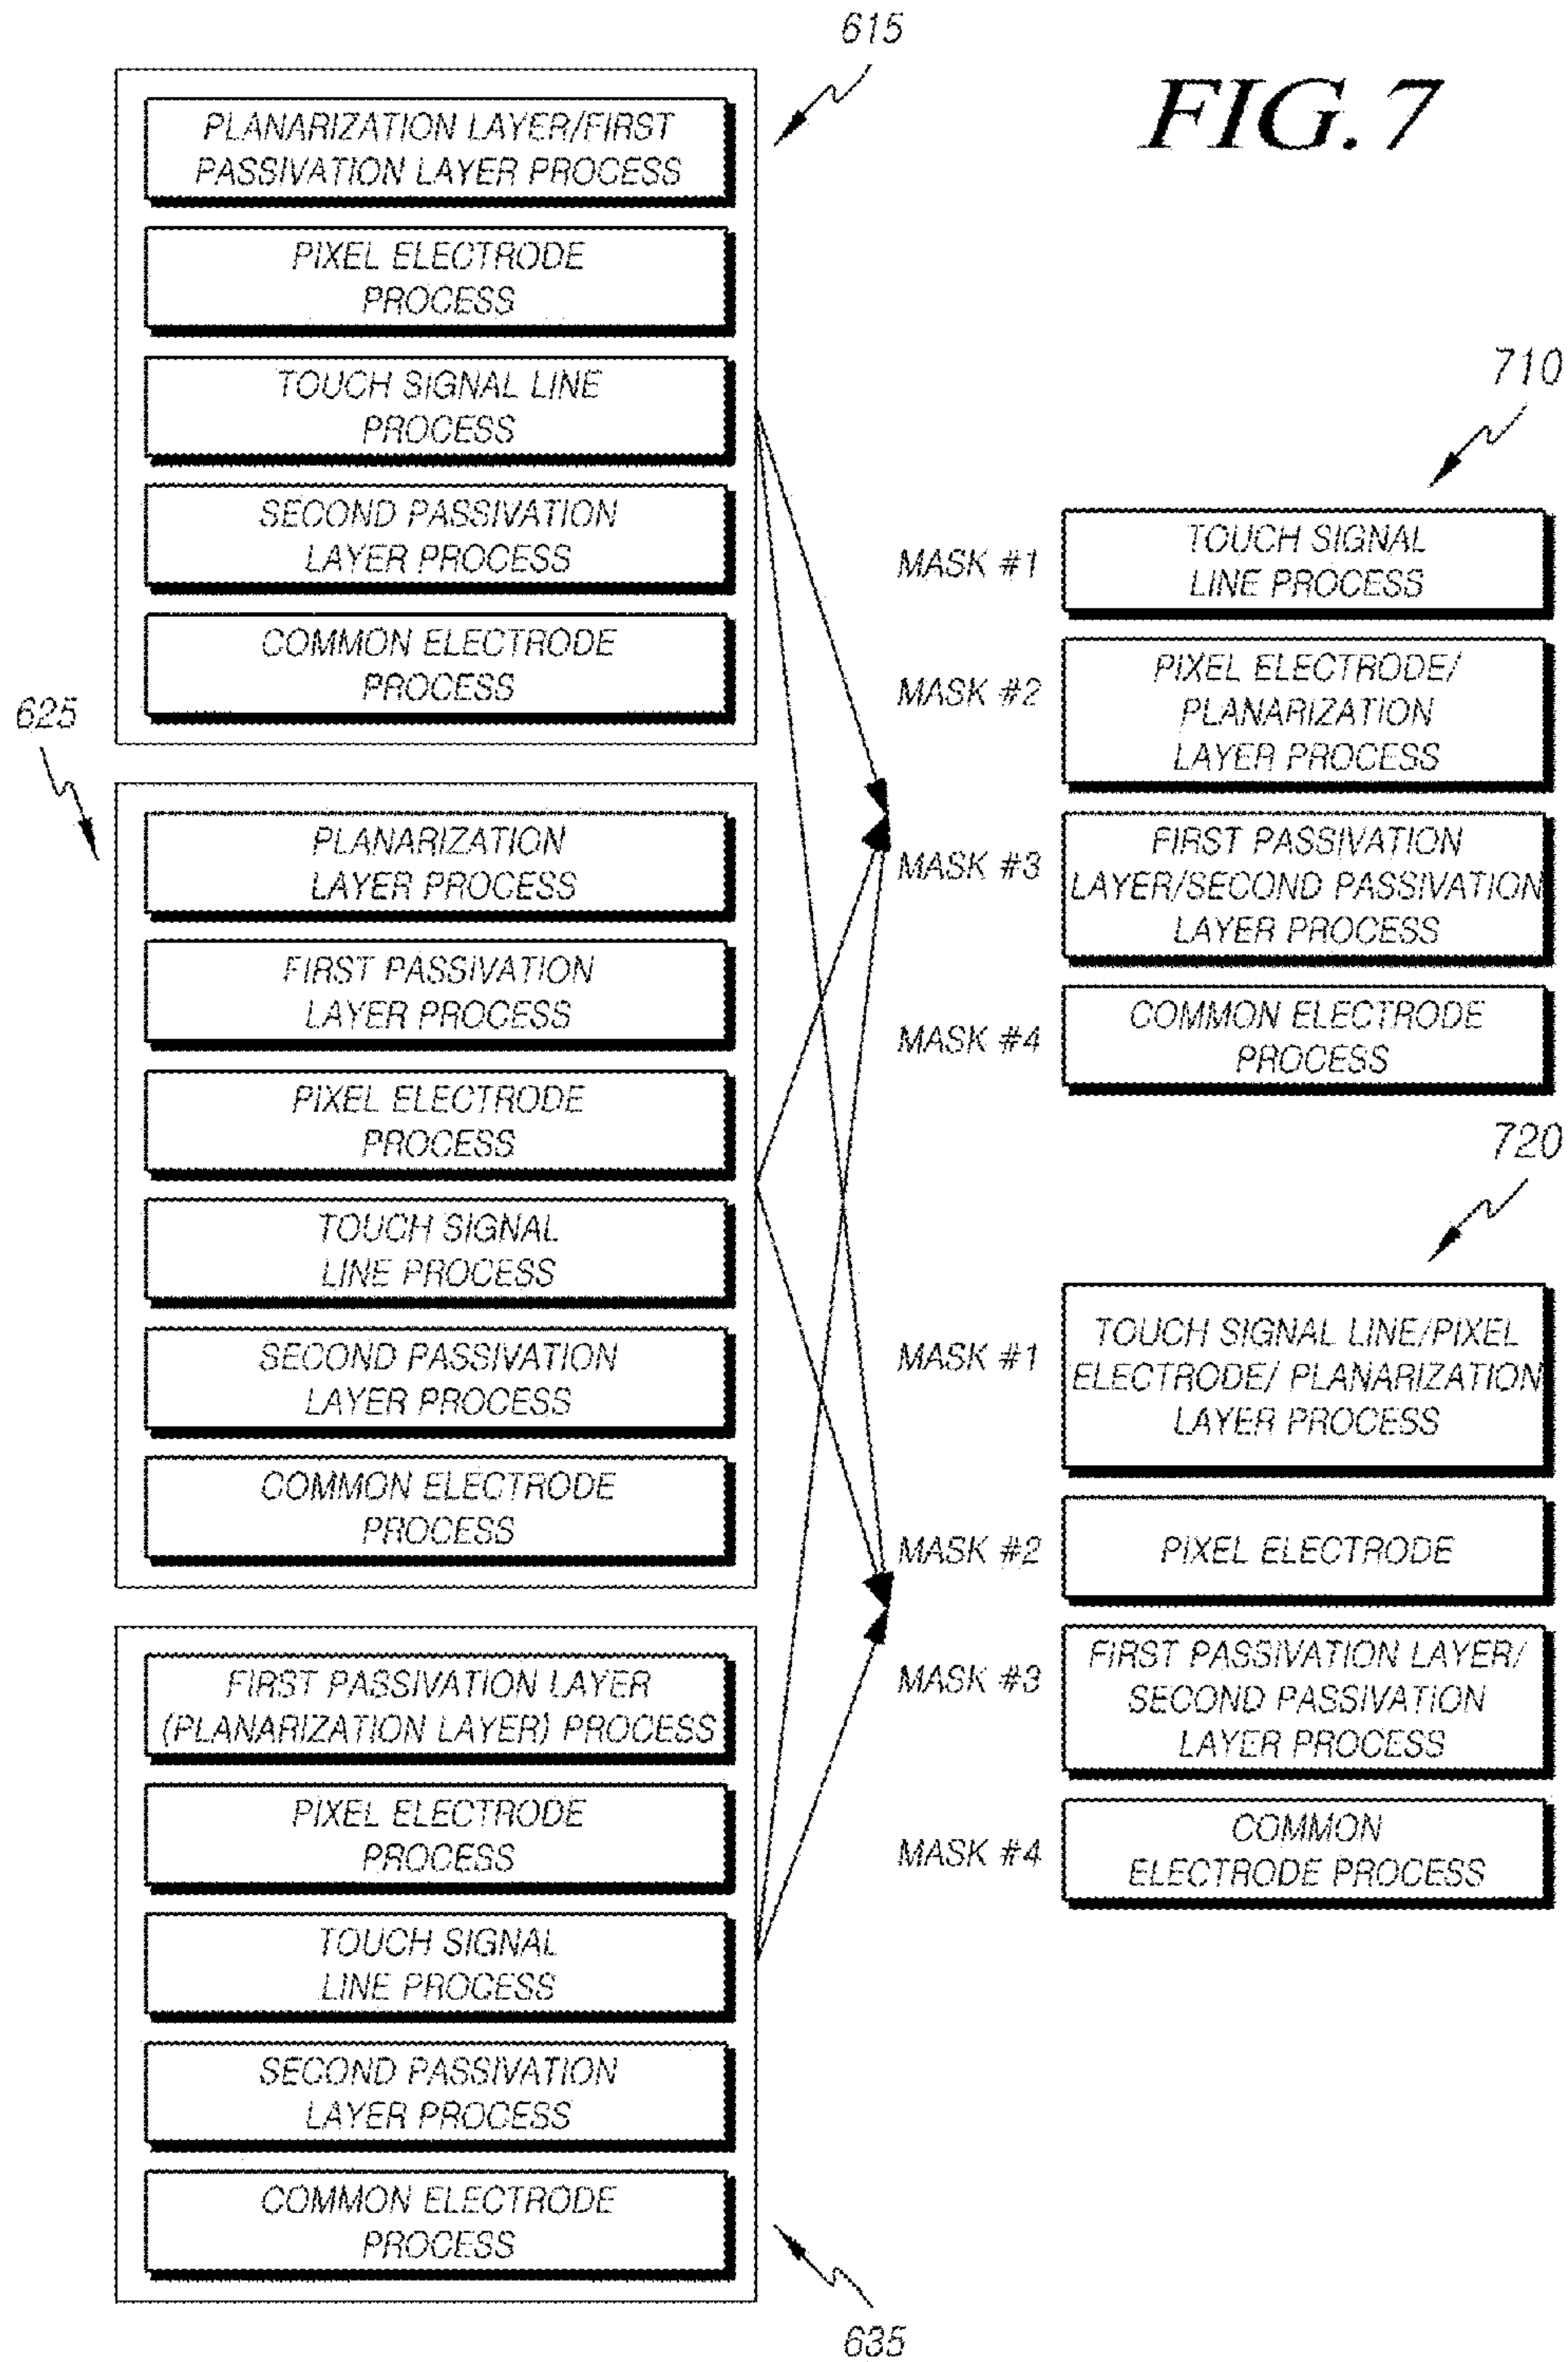 FIG. 7
615
PLANARIZATION LAYER/FIRST
PASSIVATION LAYER PROCESS
PIXEL ELECTRODE
PROCESS
TOUCH SIGNAL LINE
PROCESS
SECOND PASSIVATION
LAYER PROCESS
COMMON ELECTRODE
PROCESS
625
PLANARIZATION
LAYER PROCESS
FIRST PASSIVATION
LAYER PROCESS
PIXEL ELECTRODE
PROCESS
TOUCH SIGNAL
LINE PROCESS
SECOND PASSIVATION
LAYER PROCESS
COMMON ELECTRODE
PROCESS
FIRST PASSIVATION LAYER
(PLANARIZATION LAYER) PROCESS
PIXEL ELECTRODE
PROCESS
TOUCH SIGNAL
LINE PROCESS
SECOND PASSIVATION
LAYER PROCESS
COMMON ELECTRODE
PROCESS
635
710
MASK #1
TOUCH SIGNAL
LINE PROCESS
MASK #2
PIXEL ELECTRODE/
PLANARIZATION
LAYER PROCESS
MASK #3
FIRST PASSIVATION
LAYER/SECOND PASSIVATION
LAYER PROCESS
MASK #4
COMMON ELECTRODE
PROCESS
720
MASK #1
TOUCH SIGNAL LINE/PIXEL
ELECTRODE/ PLANARIZATION
LAYER PROCESS
MASK #2
PIXEL ELECTRODE
MASK #3
FIRST PASSIVATION LAYER/
SECOND PASSIVATION
LAYER PROCESS
MASK #4
COMMON
ELECTRODE PROCESS